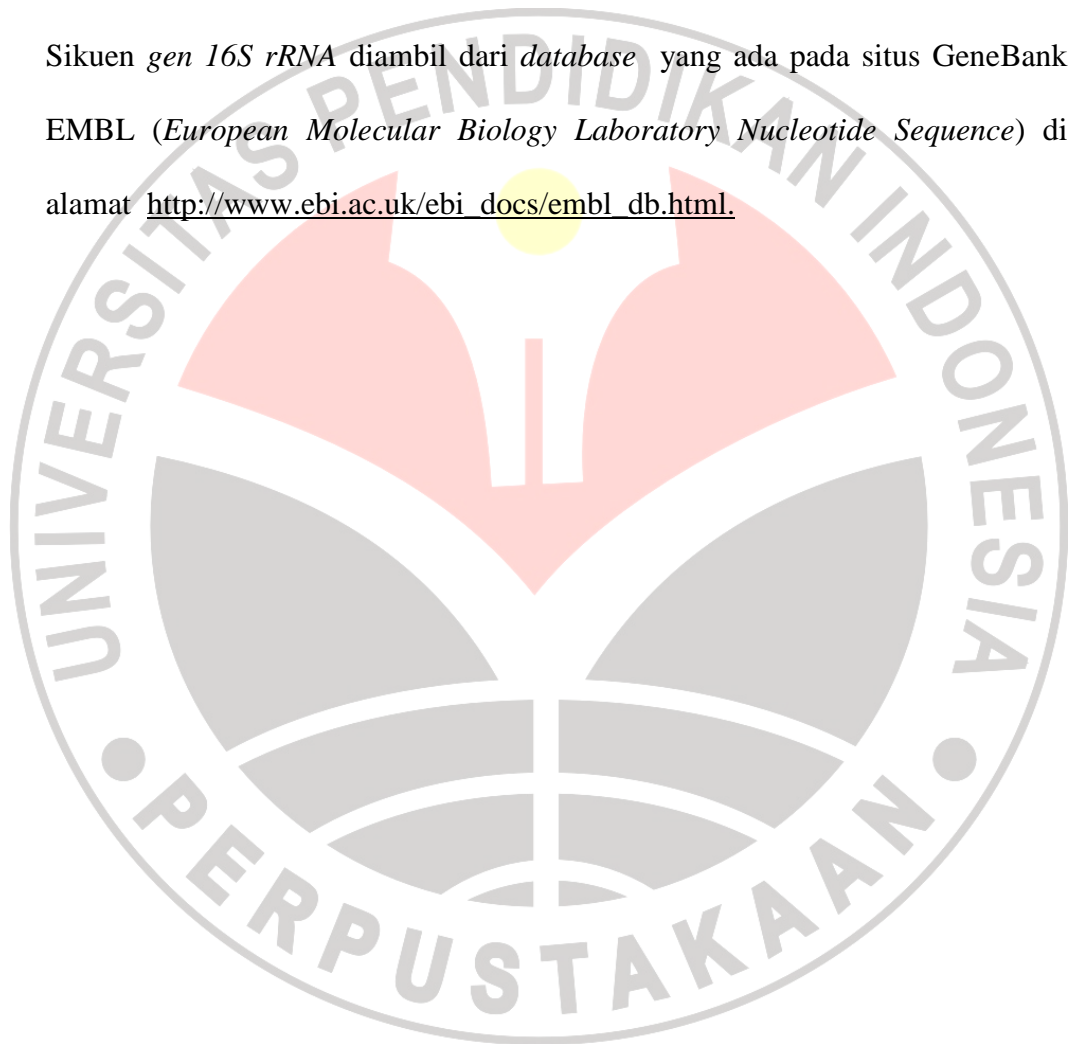 Sikuen gen 16S rRNA diambil dari database yang ada pada situs GeneBank
EMBL (European Molecular Biology Laboratory Nucleotide Sequence) di
alamat http://www.ebi.ac.uk/ebi_docs/embl_db.html.
UNIVERSITAS PENDIDIKAN INDONESIA
PERPUSTAKAAN